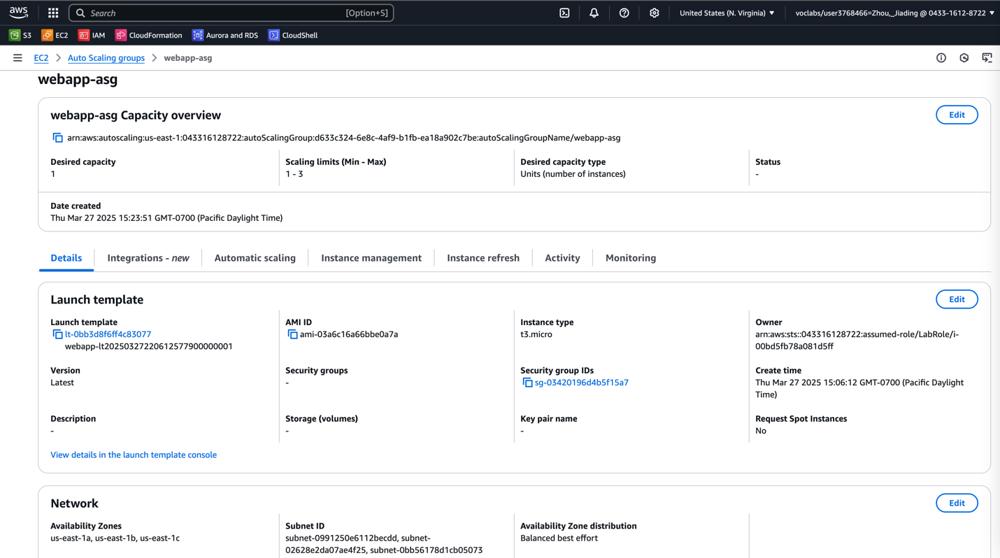 aws
Search [Option+S]
United States (N. Virginia) ▼
voclabs/user3768466=Zhou,_Jiading @ 0433-1612-8722 ▼
S3 EC2 IAM CloudFormation Aurora and RDS CloudShell
EC2 > Auto Scaling groups > webapp-asg
webapp-asg
webapp-asg Capacity overview
Edit
arn:aws:autoscaling:us-east-1:043316128722:autoScalingGroup:d633c324-6e8c-4af9-b1fb-ea18a902c7be:autoScalingGroupName/webapp-asg
Desired capacity
1
Scaling limits (Min - Max)
1 - 3
Desired capacity type
Units (number of instances)
Status
-
Date created
Thu Mar 27 2025 15:23:51 GMT-0700 (Pacific Daylight Time)
Details Integrations - new Automatic scaling Instance management Instance refresh Activity Monitoring
Launch template
Edit
Launch template
lt-0bb3d8f6ff4c83077
webapp-lt20250327220612577900000001
AMI ID
ami-03a6c16a66bbe0a7a
Instance type
t3.micro
Owner
arn:aws:sts::043316128722:assumed-role/LabRole/i-
00bd5fb78a081d5ff
Version
Latest
Security groups
-
Security group IDs
sg-03420196d4b5f15a7
Create time
Thu Mar 27 2025 15:06:12 GMT-0700 (Pacific Daylight
Time)
Description
-
Storage (volumes)
-
Key pair name
-
Request Spot Instances
No
View details in the launch template console
Network
Edit
Availability Zones
us-east-1a, us-east-1b, us-east-1c
Subnet ID
subnet-0991250e6112becdd, subnet-
02628e2da07ae4f25, subnet-0bb56178d1cb05073
Availability Zone distribution
Balanced best effort